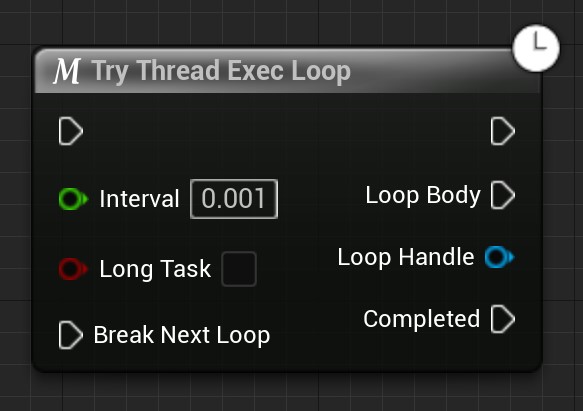 M Try Thread Exec Loop
Interval 0.001
Loop Body
Long Task
Loop Handle
Break Next Loop
Completed